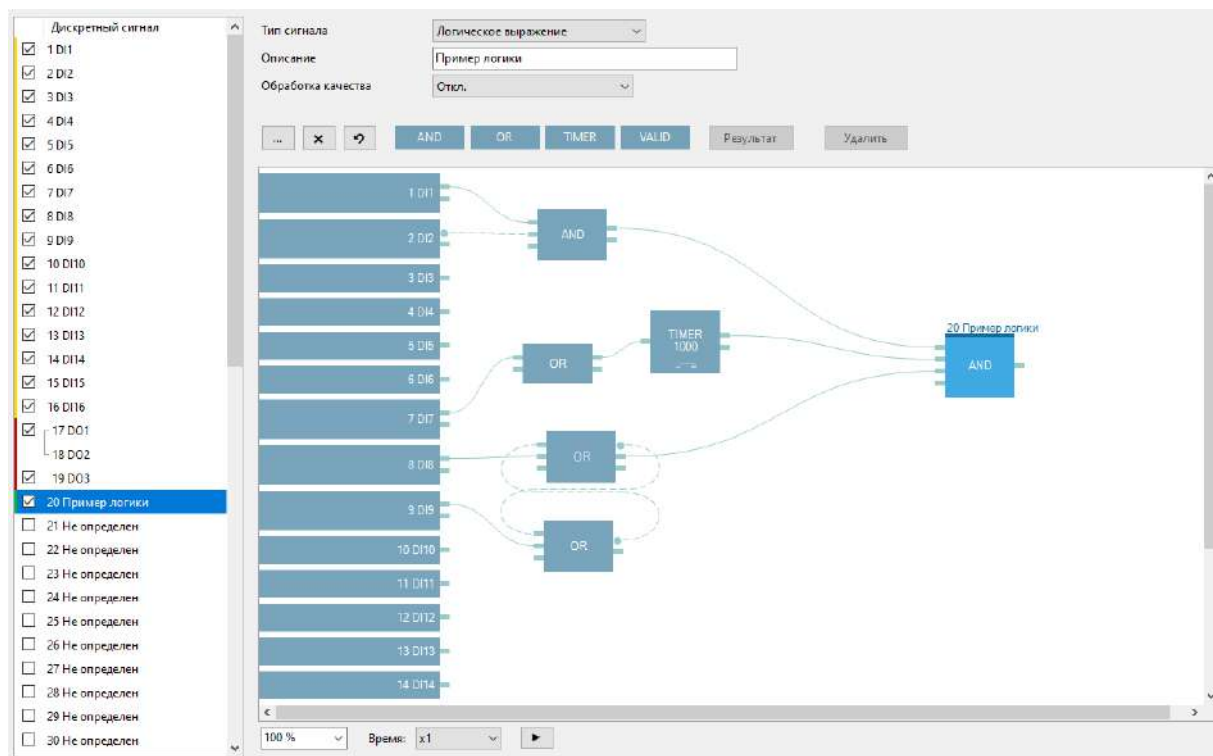 Дискретный сигнал
1 DI1
2 DI2
3 DI3
4 DI4
5 DI5
6 DI6
7 DI7
8 DI8
9 DI9
10 DI10
11 DI11
12 DI12
13 DI13
14 DI14
15 DI15
16 DI16
17 DO1
18 DO2
19 DO3
20 Пример логики
21 Не определен
22 Не определен
23 Не определен
24 Не определен
25 Не определен
26 Не определен
27 Не определен
28 Не определен
29 Не определен
30 Не определен
Тип сигнала Логическое выражение
Описание Пример логики
Обработка качества Откл.
... AND OR TIMER VALID Результат Удалить
1 DI1
2 DI2 AND
3 DI3
4 DI4
20 Пример логики
TIMER
1000
5 DI5
OR AND
6 DI6
7 DI7
8 DI8 OR
9 DI9
10 DI10 OR
11 DI11
12 DI12
13 DI13
14 DI14
100 % Время: x1